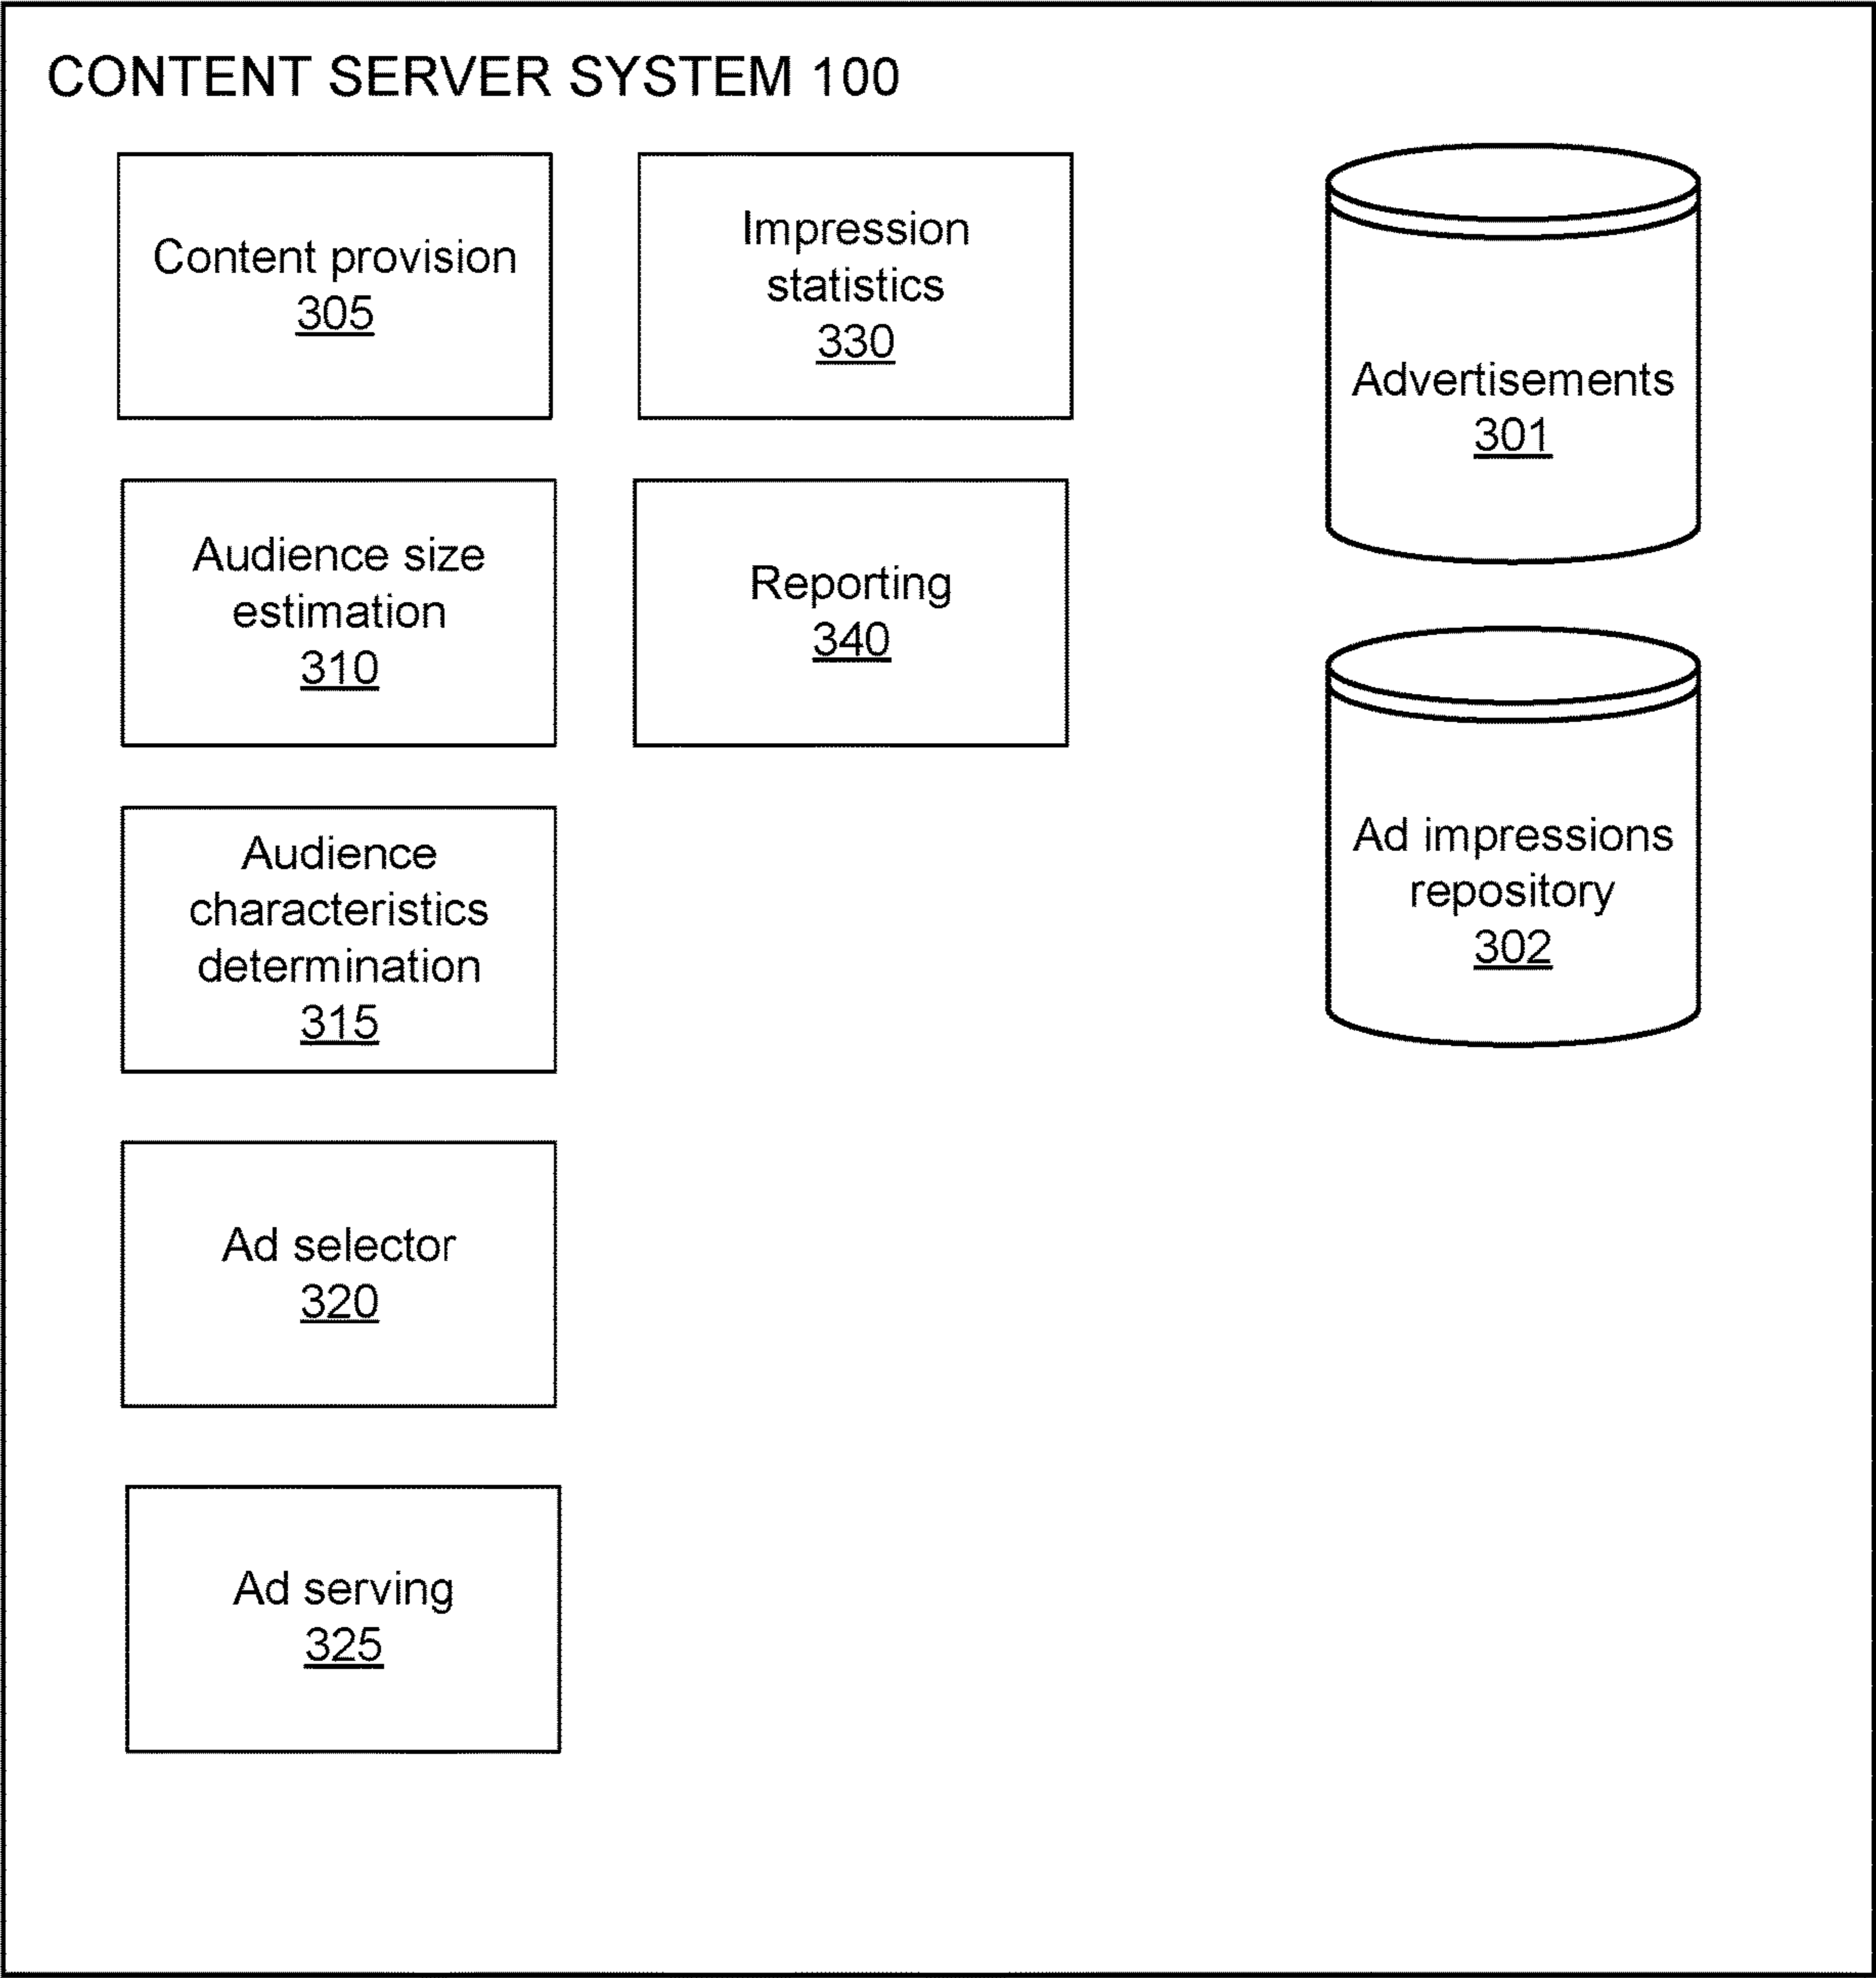 CONTENT SERVER SYSTEM 100
Content provision
305
Impression
statistics
330
Advertisements
301
Audience size
estimation
310
Reporting
340
Ad impressions
repository
302
Audience
characteristics
determination
315
Ad selector
320
Ad serving
325